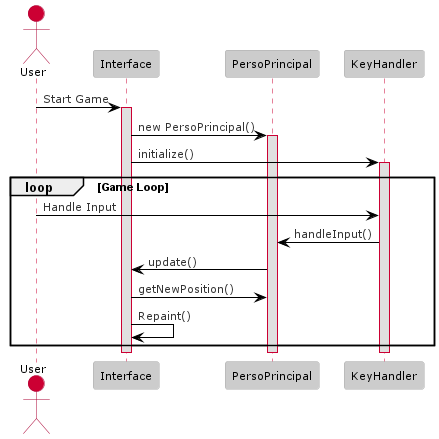 User
Interface
PersoPrincipal
KeyHandler
Start Game
new PersoPrincipal()
initialize()
loop [Game Loop]
Handle Input
handleInput()
update()
getNewPosition()
Repaint()
User
Interface
PersoPrincipal
KeyHandler